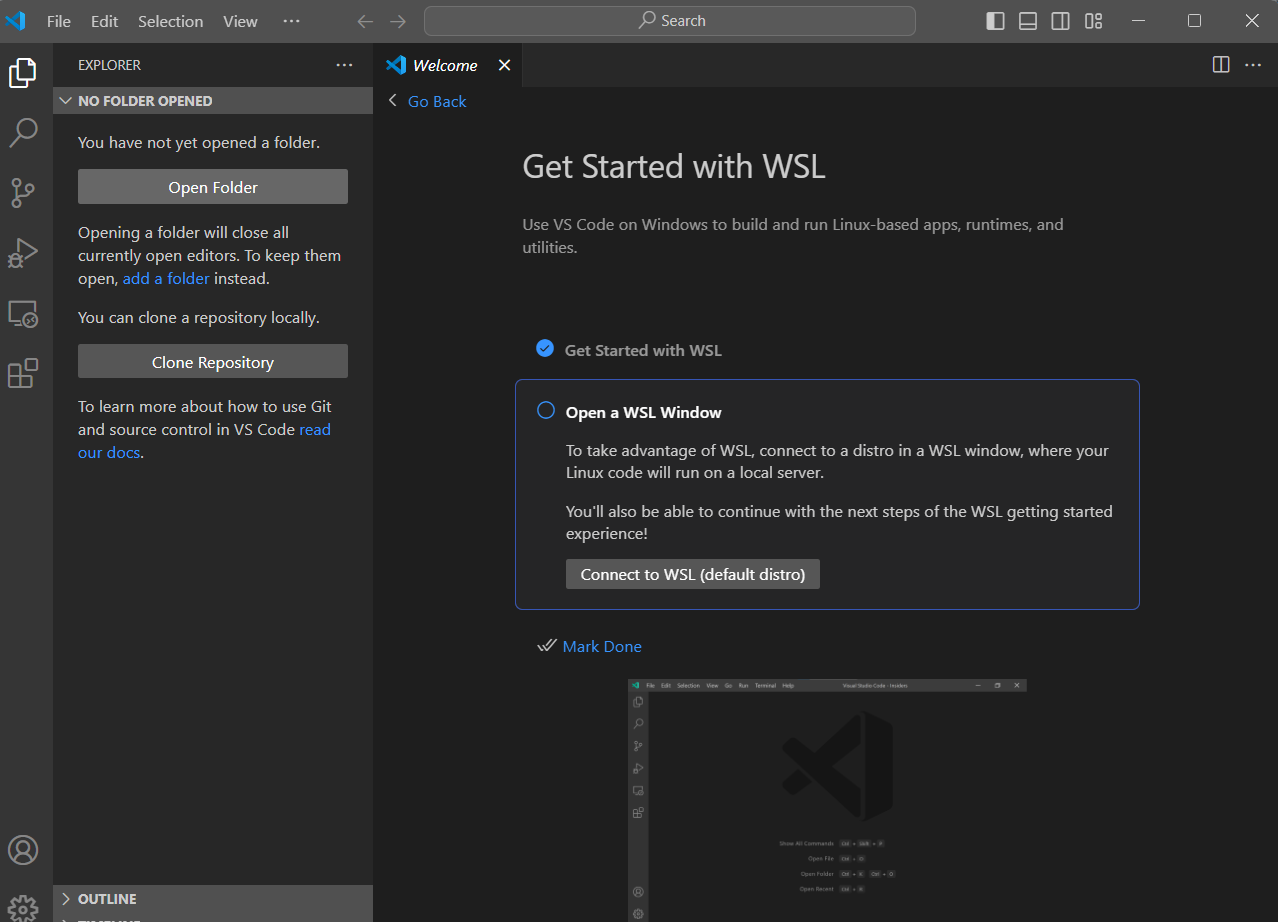 File Edit Selection View ··· Search
EXPLORER ···
NO FOLDER OPENED
You have not yet opened a folder.
Open Folder
Opening a folder will close all
currently open editors. To keep them
open, add a folder instead.
You can clone a repository locally.
Clone Repository
To learn more about how to use Git
and source control in VS Code read
our docs.
OUTLINE
TIMELINE
Welcome
Go Back
Get Started with WSL
Use VS Code on Windows to build and run Linux-based apps, runtimes, and
utilities.
Get Started with WSL
Open a WSL Window
To take advantage of WSL, connect to a distro in a WSL window, where your
Linux code will run on a local server.
You'll also be able to continue with the next steps of the WSL getting started
experience!
Connect to WSL (default distro)
Mark Done
File Edit Selection View Go Run Terminal Help Visual Studio Code - Insiders
Show All Commands Ctrl + Shift + P
Open File Ctrl + O
Open Folder Ctrl + K Ctrl + O
Open Recent Ctrl + R